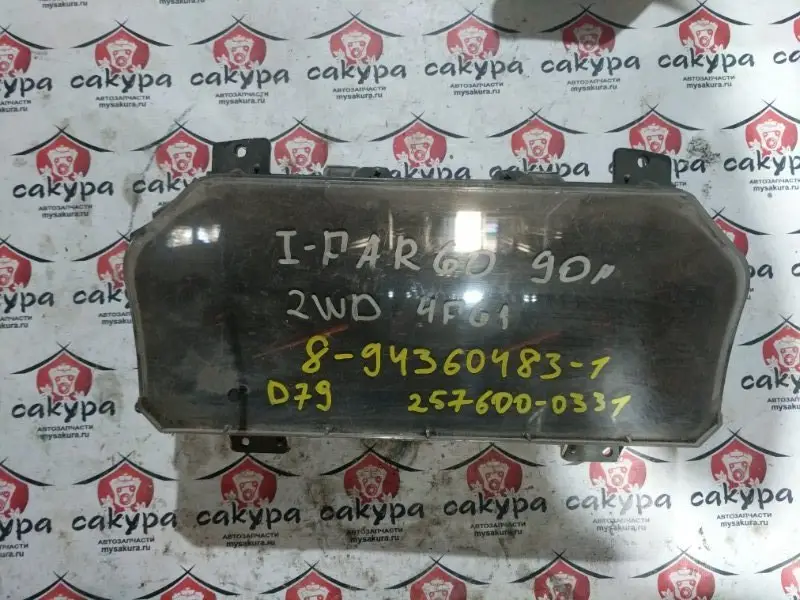 I-FARGO 90г
2WD 4FG1
8-94360483-1
D79 257600-0331
сакура
АВТОЗАПЧАСТИ
mysakura.ru